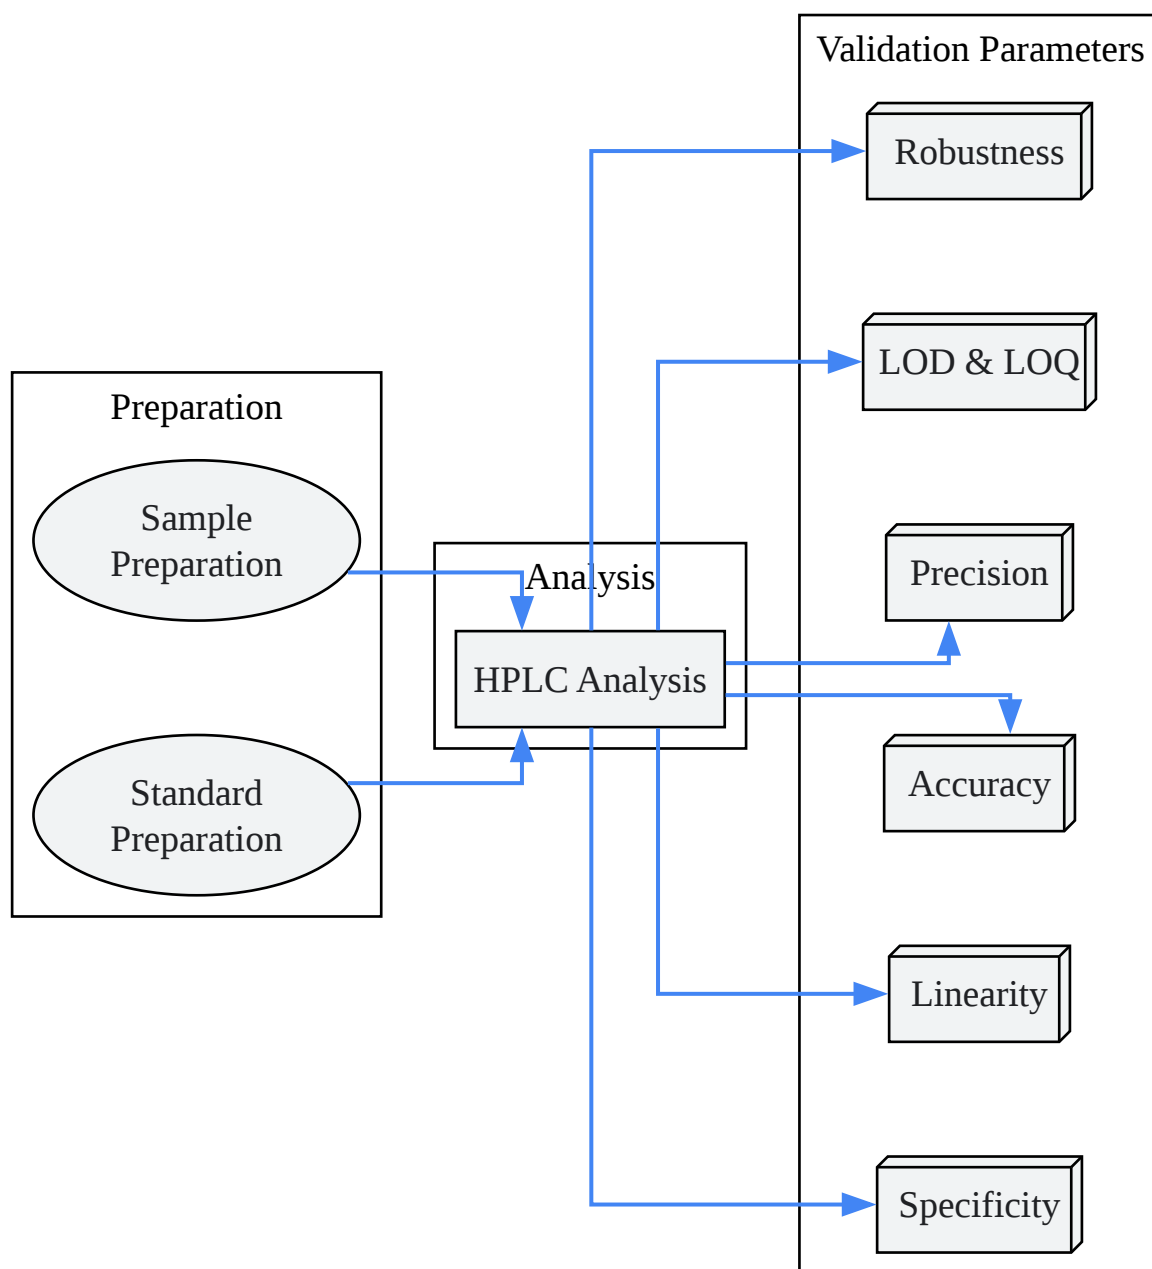 Validation Parameters
Robustness
LOD & LOQ
Preparation
Sample
Preparation
Precision
Analysis
HPLC Analysis
Accuracy
Standard
Preparation
Linearity
Specificity